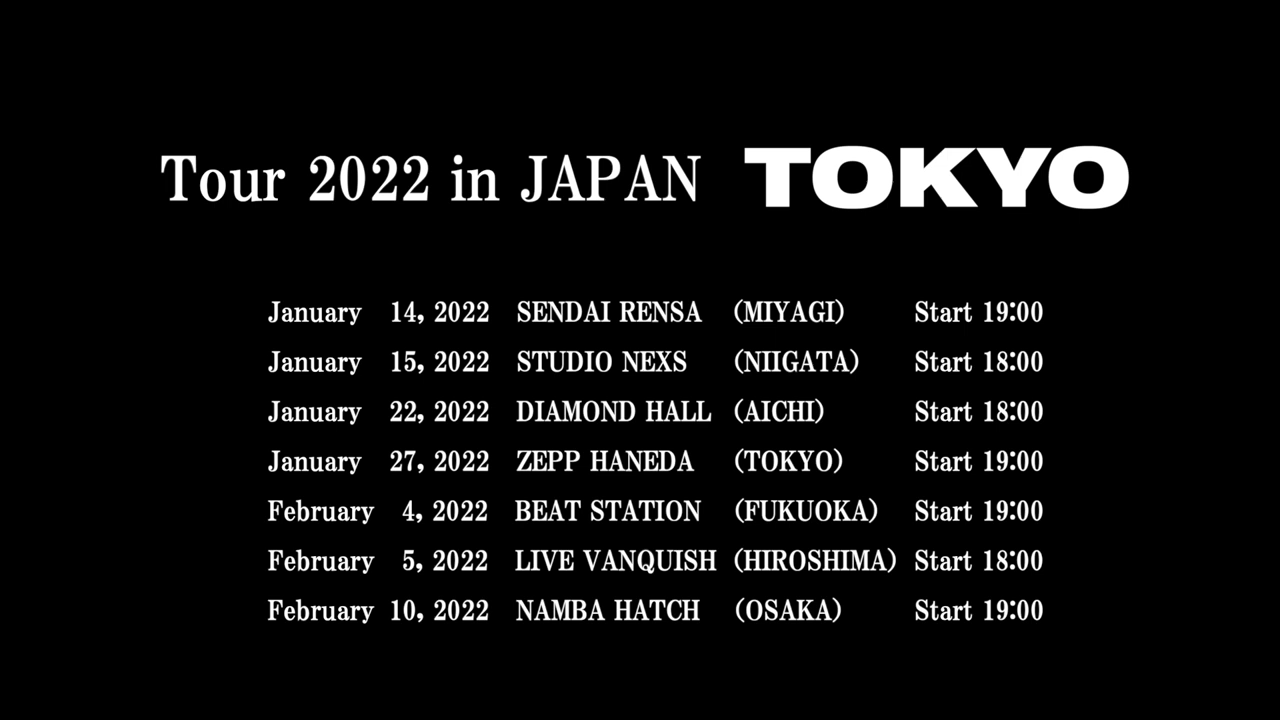 Tour 2022 in JAPAN TOKYO
January 14, 2022 SENDAI RENSA (MIYAGI) Start 19:00
January 15, 2022 STUDIO NEXS (NIIGATA) Start 18:00
January 22, 2022 DIAMOND HALL (AICHI) Start 18:00
January 27, 2022 ZEPP HANEDA (TOKYO) Start 19:00
February 4, 2022 BEAT STATION (FUKUOKA) Start 19:00
February 5, 2022 LIVE VANQUISH (HIROSHIMA) Start 18:00
February 10, 2022 NAMBA HATCH (OSAKA) Start 19:00